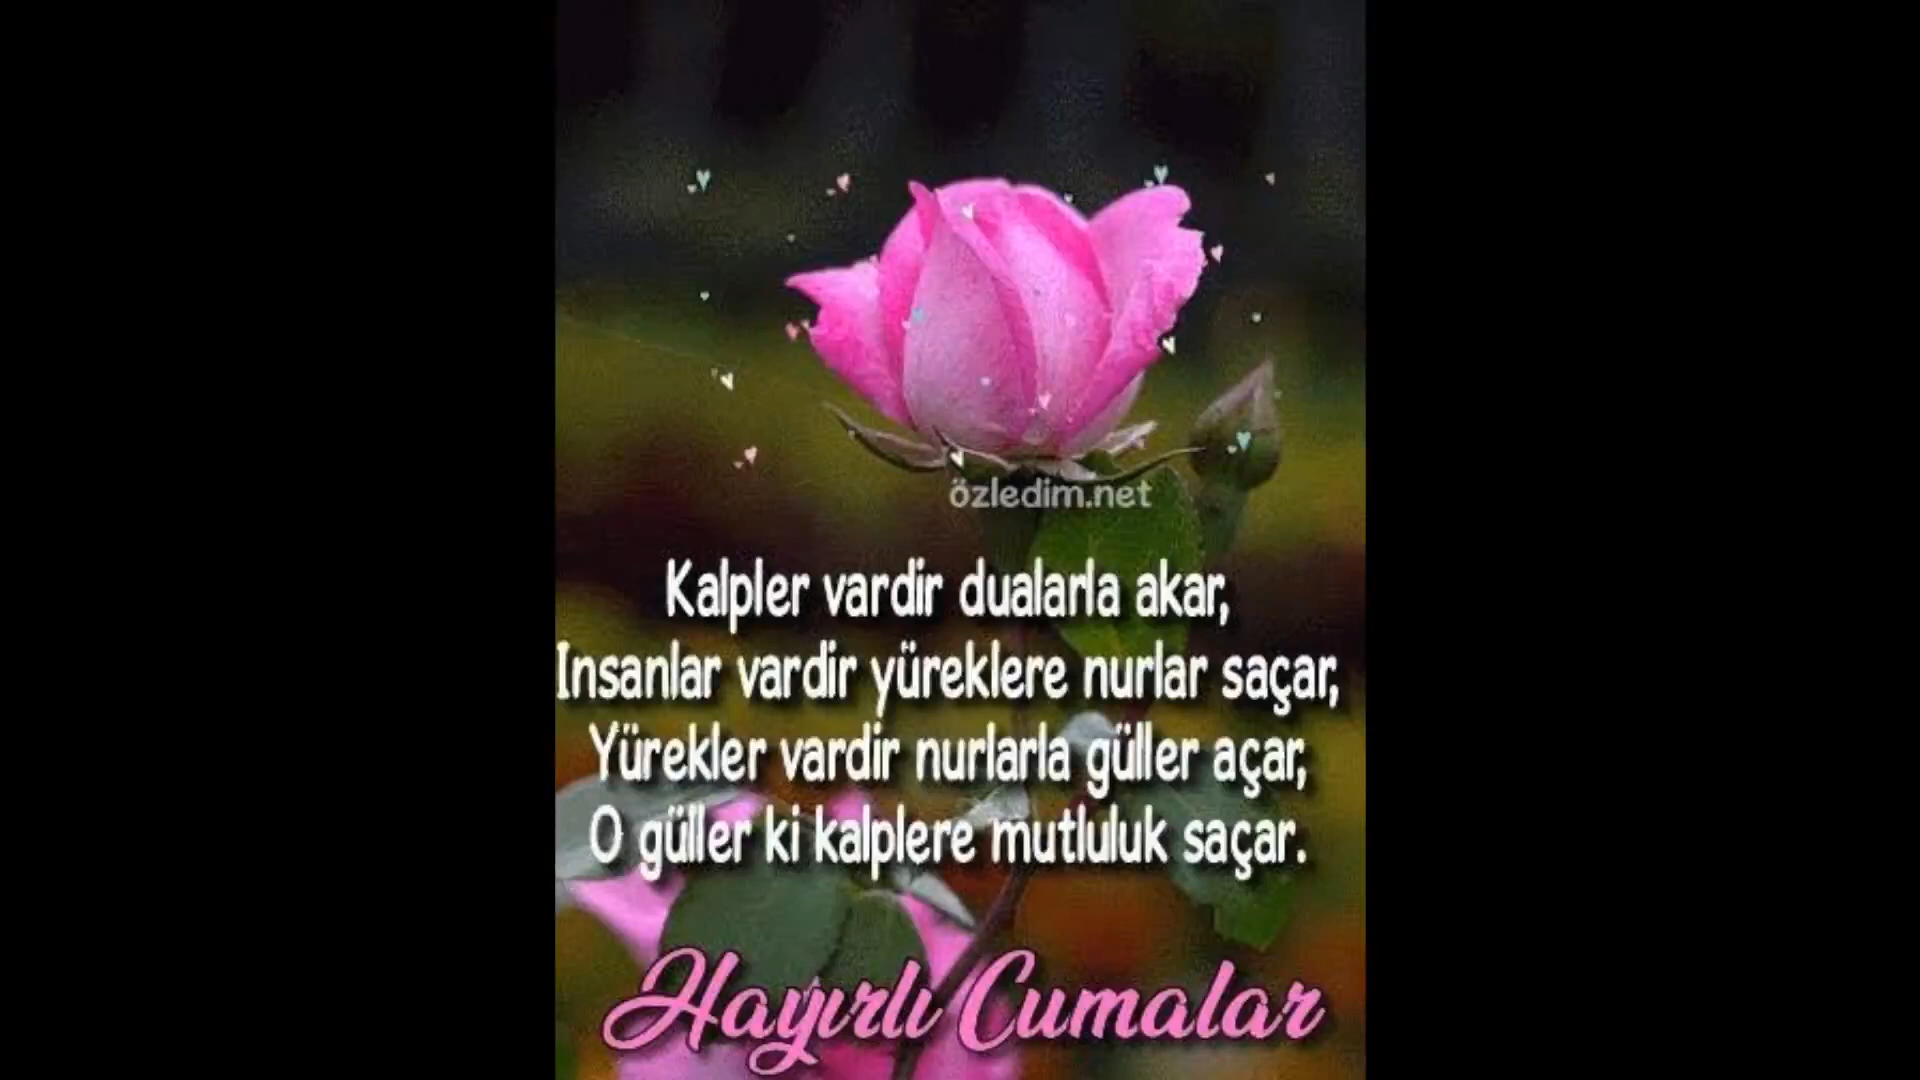 özledim.net
Kalpler vardir dualarla akar,
Insanlar vardir yüreklere nurlar saçar,
Yürekler vardir nurlarla güller açar,
O güller ki kalplere mutluluk saçar.
Hayırlı Cumalar